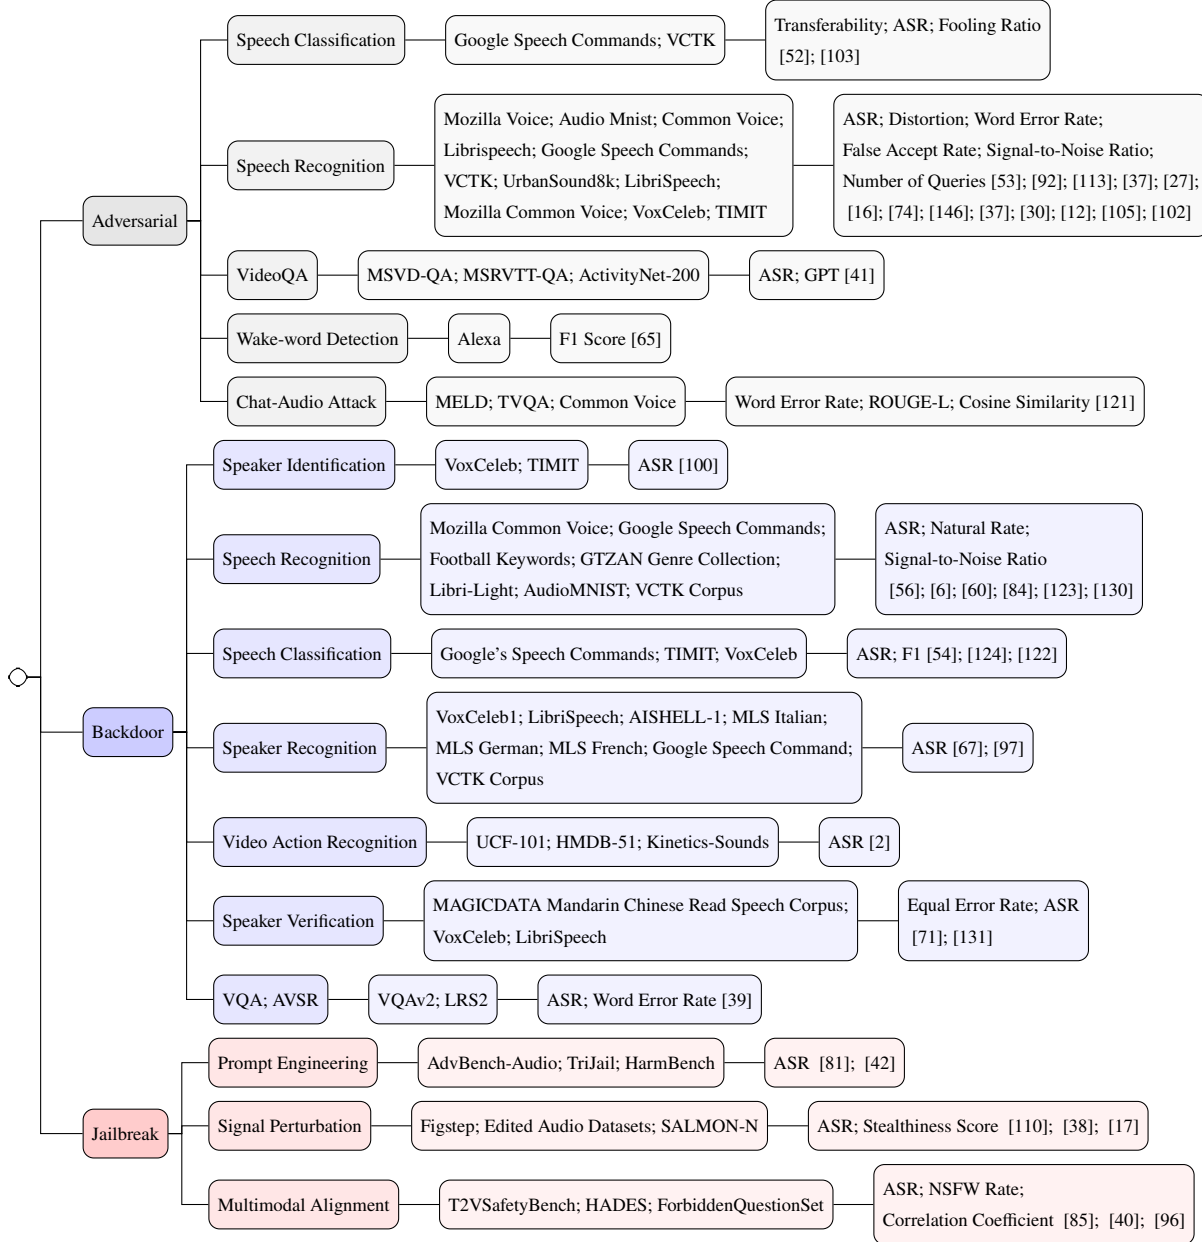 Adversarial
Speech Classification
Google Speech Commands; VCTK
Transferability; ASR; Fooling Ratio
[52]; [103]
Speech Recognition
Mozilla Voice; Audio Mnist; Common Voice;
Librispeech; Google Speech Commands;
VCTK; UrbanSound8k; LibriSpeech;
Mozilla Common Voice; VoxCeleb; TIMIT
ASR; Distortion; Word Error Rate;
False Accept Rate; Signal-to-Noise Ratio;
Number of Queries [53]; [92]; [113]; [37]; [27];
[16]; [74]; [146]; [37]; [30]; [12]; [105]; [102]
VideoQA
MSVD-QA; MSRVTT-QA; ActivityNet-200
ASR; GPT [41]
Wake-word Detection
Alexa
F1 Score [65]
Chat-Audio Attack
MELD; TVQA; Common Voice
Word Error Rate; ROUGE-L; Cosine Similarity [121]
Backdoor
Speaker Identification
VoxCeleb; TIMIT
ASR [100]
Speech Recognition
Mozilla Common Voice; Google Speech Commands;
Football Keywords; GTZAN Genre Collection;
Libri-Light; AudioMNIST; VCTK Corpus
ASR; Natural Rate;
Signal-to-Noise Ratio
[56]; [6]; [60]; [84]; [123]; [130]
Speech Classification
Google's Speech Commands; TIMIT; VoxCeleb
ASR; F1 [54]; [124]; [122]
Speaker Recognition
VoxCeleb1; LibriSpeech; AISHELL-1; MLS Italian;
MLS German; MLS French; Google Speech Command;
VCTK Corpus
ASR [67]; [97]
Video Action Recognition
UCF-101; HMDB-51; Kinetics-Sounds
ASR [2]
Speaker Verification
MAGICDATA Mandarin Chinese Read Speech Corpus;
VoxCeleb; LibriSpeech
Equal Error Rate; ASR
[71]; [131]
VQA; AVSR
VQAv2; LRS2
ASR; Word Error Rate [39]
Jailbreak
Prompt Engineering
AdvBench-Audio; TriJail; HarmBench
ASR [81]; [42]
Signal Perturbation
Figstep; Edited Audio Datasets; SALMON-N
ASR; Stealthiness Score [110]; [38]; [17]
Multimodal Alignment
T2VSafetyBench; HADES; ForbiddenQuestionSet
ASR; NSFW Rate;
Correlation Coefficient [85]; [40]; [96]